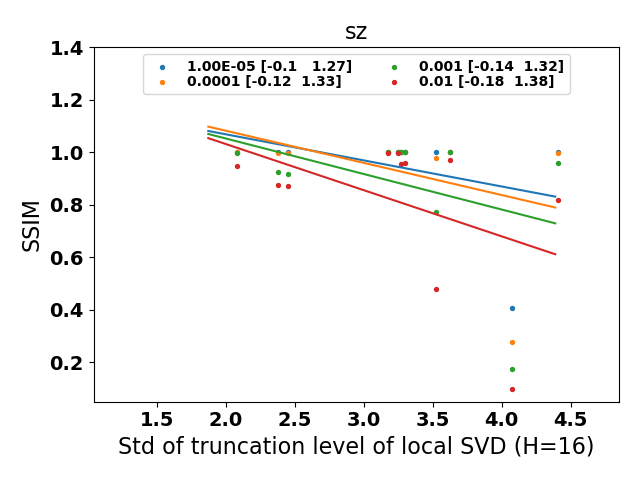 sz
1.00E-05 [-0.1   1.27]
0.0001 [-0.12  1.33]
0.001 [-0.14  1.32]
0.01 [-0.18  1.38]
1.4
1.2
1.0
0.8
0.6
0.4
0.2
SSIM
1.5 2.0 2.5 3.0 3.5 4.0 4.5
Std of truncation level of local SVD (H=16)